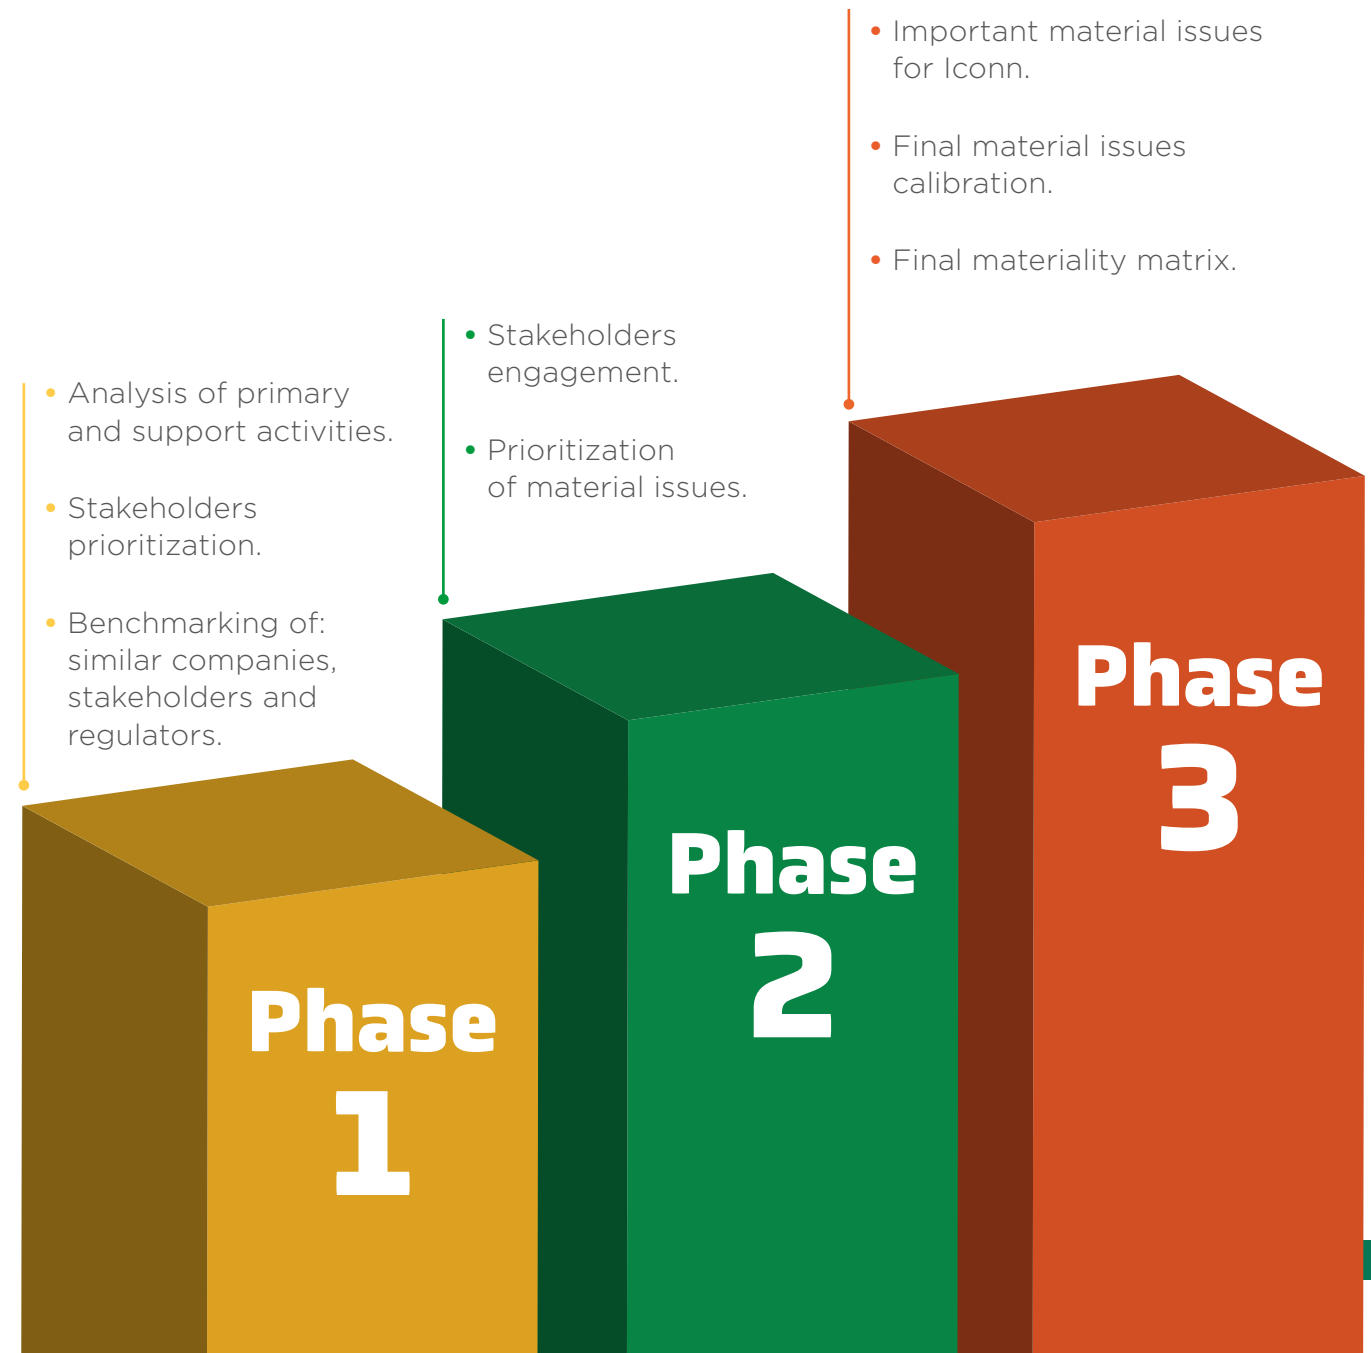 • Important material issues
for Iconn.
• Final material issues
calibration.
• Final materiality matrix.
• Stakeholders
engagement.
• Prioritization
of material issues.
• Analysis of primary
and support activities.
• Stakeholders
prioritization.
• Benchmarking of:
similar companies,
stakeholders and
regulators.
Phase
1
Phase
2
Phase
3